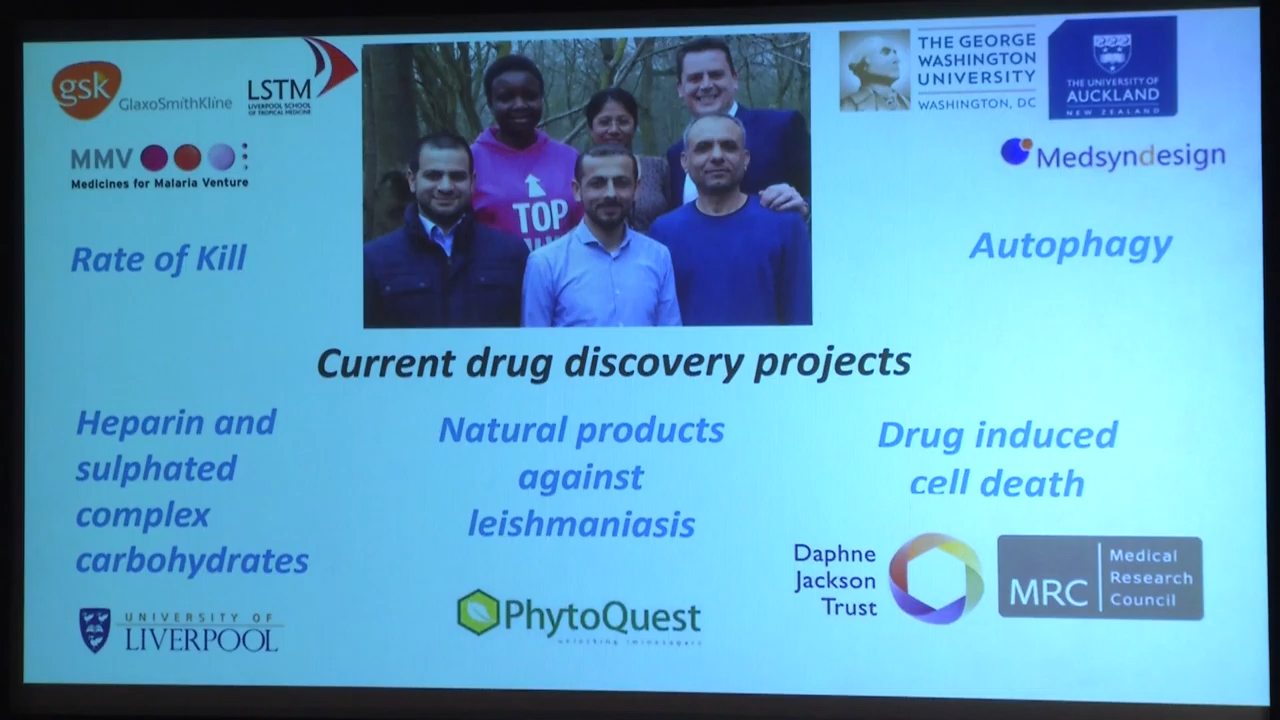 gsk
GlaxoSmithKline
LSTM
LIVERPOOL SCHOOL
OF TROPICAL MEDICINE
MMV
Medicines for Malaria Venture
TOP
THE GEORGE
WASHINGTON
UNIVERSITY
WASHINGTON, DC
THE UNIVERSITY OF
AUCKLAND
NEW ZEALAND
Medsyndesign
Rate of Kill
Autophagy
Current drug discovery projects
Heparin and
sulphated
complex
carbohydrates
Natural products
against
leishmaniasis
Drug induced
cell death
UNIVERSITY OF
LIVERPOOL
PhytoQuest
unlocking
Daphne
Jackson
Trust
MRC
Medical
Research
Council